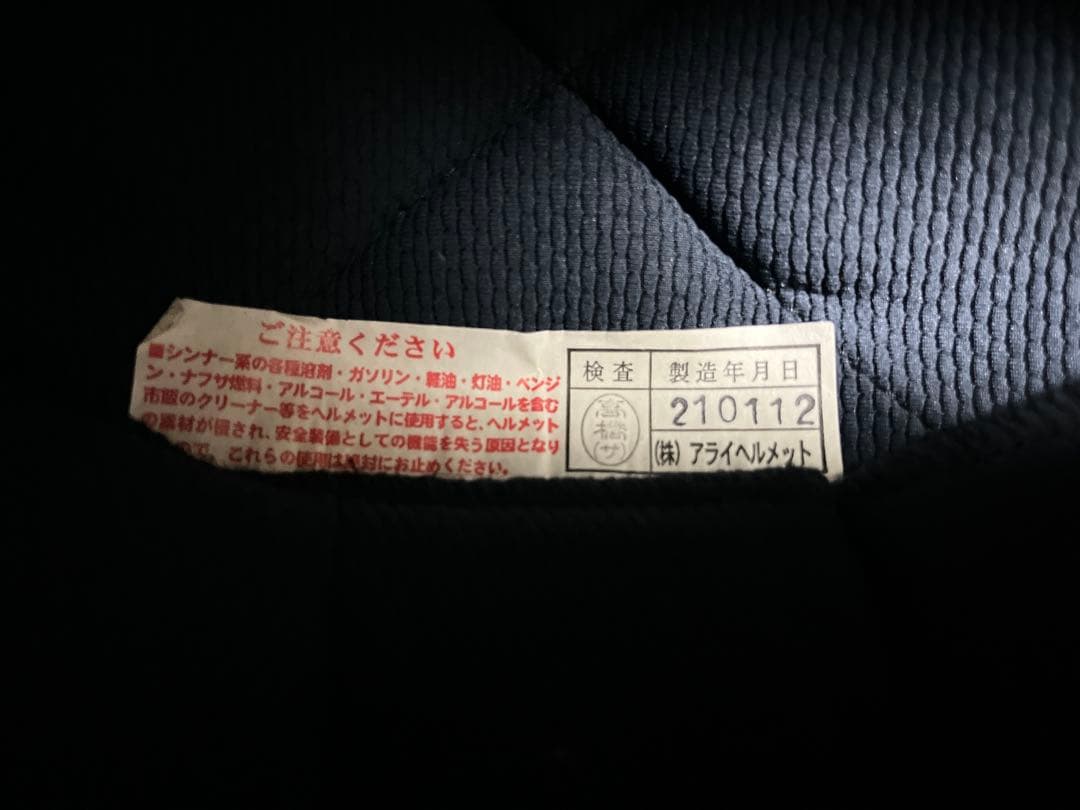 ご注意ください
■シンナー系の各種溶剤・ガソリン・軽油・灯油・ベンジ
ン・ナフサ燃料・アルコール・エーテル・アルコールを含む
市販のクリーナー等をヘルメットに使用すると、ヘルメット
の素材が侵され、安全装備としての機能を失う原因となり
ので、これらの使用は絶対にお止めください。
検査 製造年月日
高橋(サ) 210112
(株) アライヘルメット